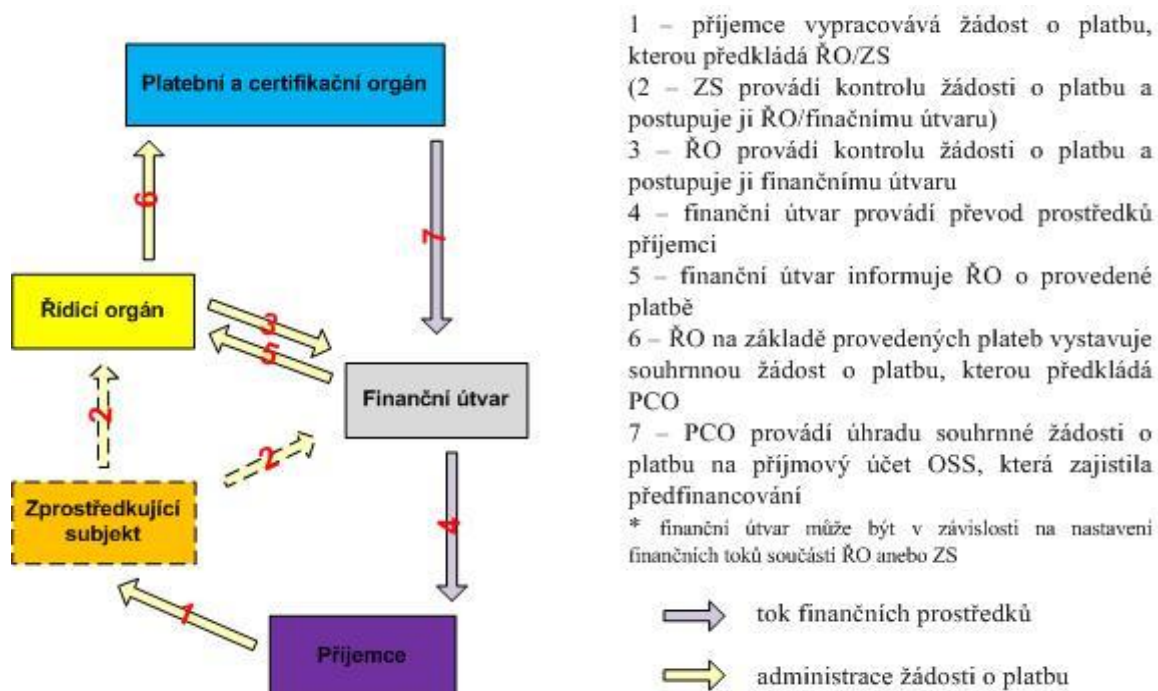 Platební a certifikační orgán
6
7
Řídicí orgán
3
5
Finanční útvar
2
2
Zprostředkující
subjekt
4
1
Příjemce
1 – příjemce vypracovává žádost o platbu,
kterou předkládá ŘO/ZS
(2 – ZS provádí kontrolu žádosti o platbu a
postupuje ji ŘO/finačnímu útvaru)
3 – ŘO provádí kontrolu žádosti o platbu a
postupuje ji finančnímu útvaru
4 – finanční útvar provádí převod prostředků
příjemci
5 – finanční útvar informuje ŘO o provedené
platbě
6 – ŘO na základě provedených plateb vystavuje
souhrnnou žádost o platbu, kterou předkládá
PCO
7 – PCO provádí úhradu souhrnné žádosti o
platbu na příjmový účet OSS, která zajistila
předfinancování
* finanční útvar může být v závislosti na nastavení
finančních toků součástí ŘO anebo ZS
tok finančních prostředků
administrace žádosti o platbu